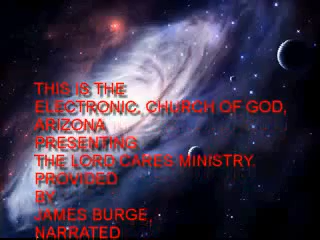 THIS IS THE
ELECTRONIC CHURCH OF GOD,
ARIZONA
PRESENTING
THE LORD CARES MINISTRY
PROVIDED
BY
JAMES BURGE,
NARRATED